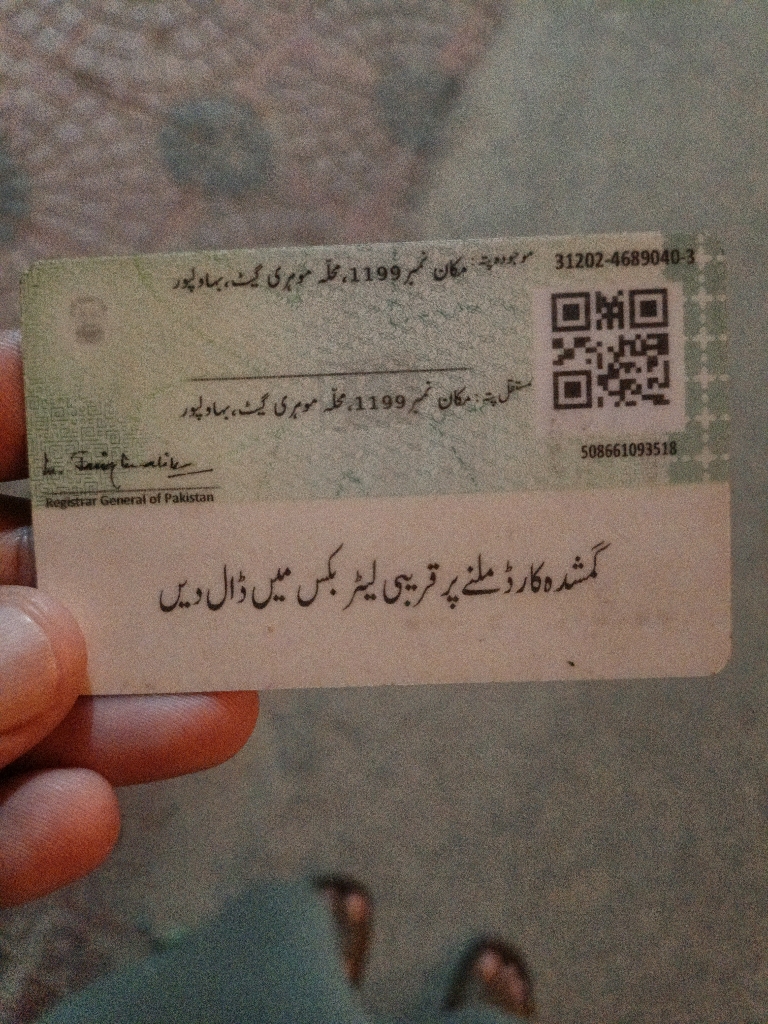 31202-4689040-3
موجودہ پتہ: مکان نمبر 1199، محلہ موہری گیٹ، بہاولپور
مستقل پتہ: مکان نمبر 1199، محلہ موہری گیٹ، بہاولپور
508661093518
Registrar General of Pakistan
گمشدہ کارڈ ملنے پر قریبی لیٹر بکس میں ڈال دیں